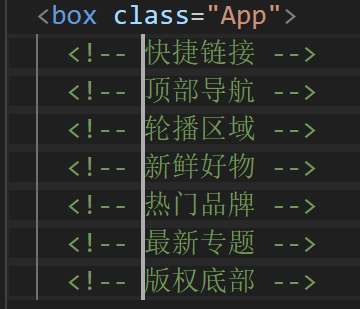 <box class="App">
<!-- 快捷链接 -->
<!-- 顶部导航 -->
<!-- 轮播区域 -->
<!-- 新鲜好物 -->
<!-- 热门品牌 -->
<!-- 最新专题 -->
<!-- 版权底部 -->